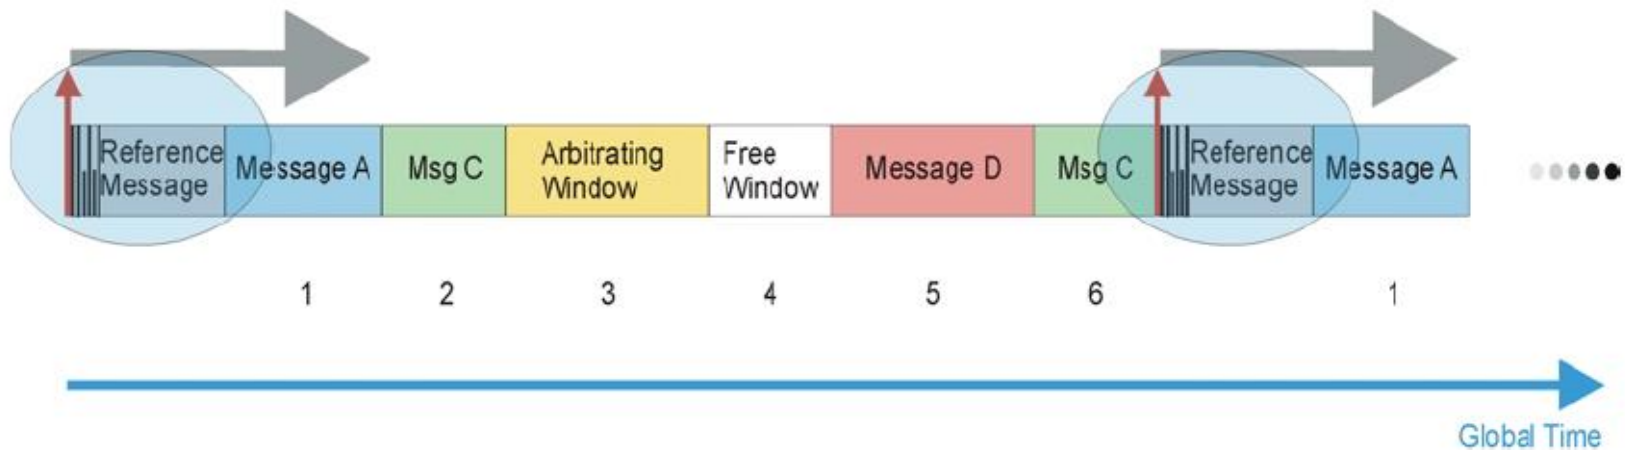 Reference
Message
Message A
Msg C
Arbitrating
Window
Free
Window
Message D
Msg C
Reference
Message
Message A
1
2
3
4
5
6
1
Global Time